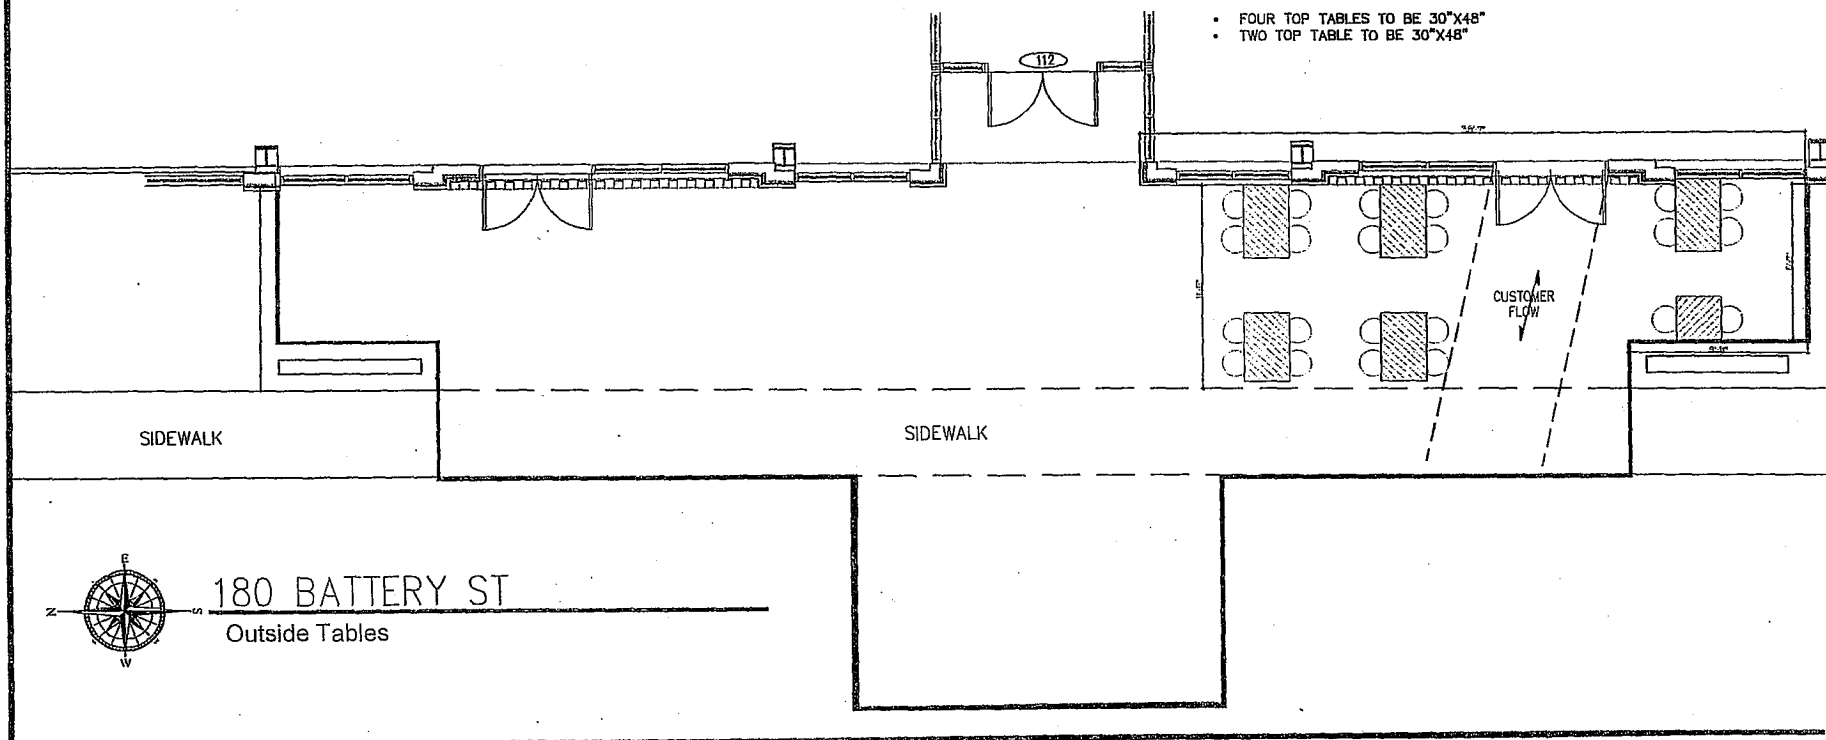 • FOUR TOP TABLES TO BE 30"X48"
• TWO TOP TABLE TO BE 30"X48"
112
CUSTOMER
FLOW
SIDEWALK
SIDEWALK
E
N
S
W
180 BATTERY ST
Outside Tables